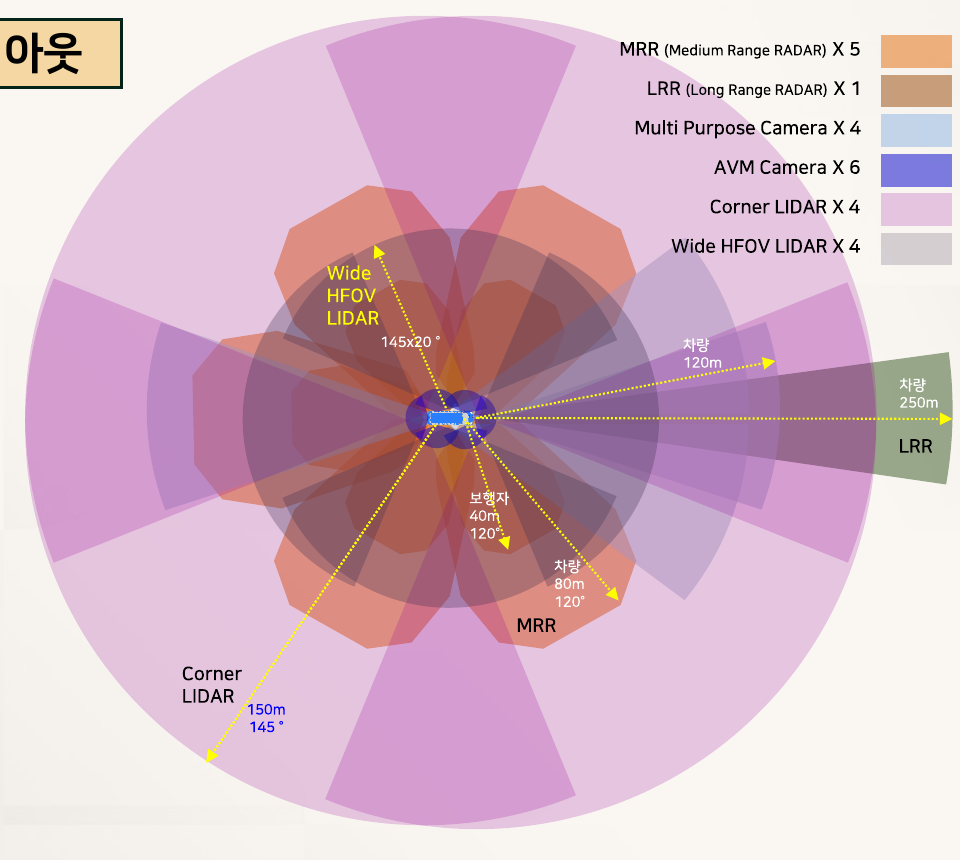 아웃
MRR (Medium Range RADAR) X 5
LRR (Long Range RADAR) X 1
Multi Purpose Camera X 4
AVM Camera X 6
Corner LIDAR X 4
Wide HFOV LIDAR X 4
Wide
HFOV
LIDAR
145x20 °
차량
120m
차량
250m
LRR
보행자
40m
120°
차량
80m
120°
MRR
Corner
LIDAR
150m
145 °